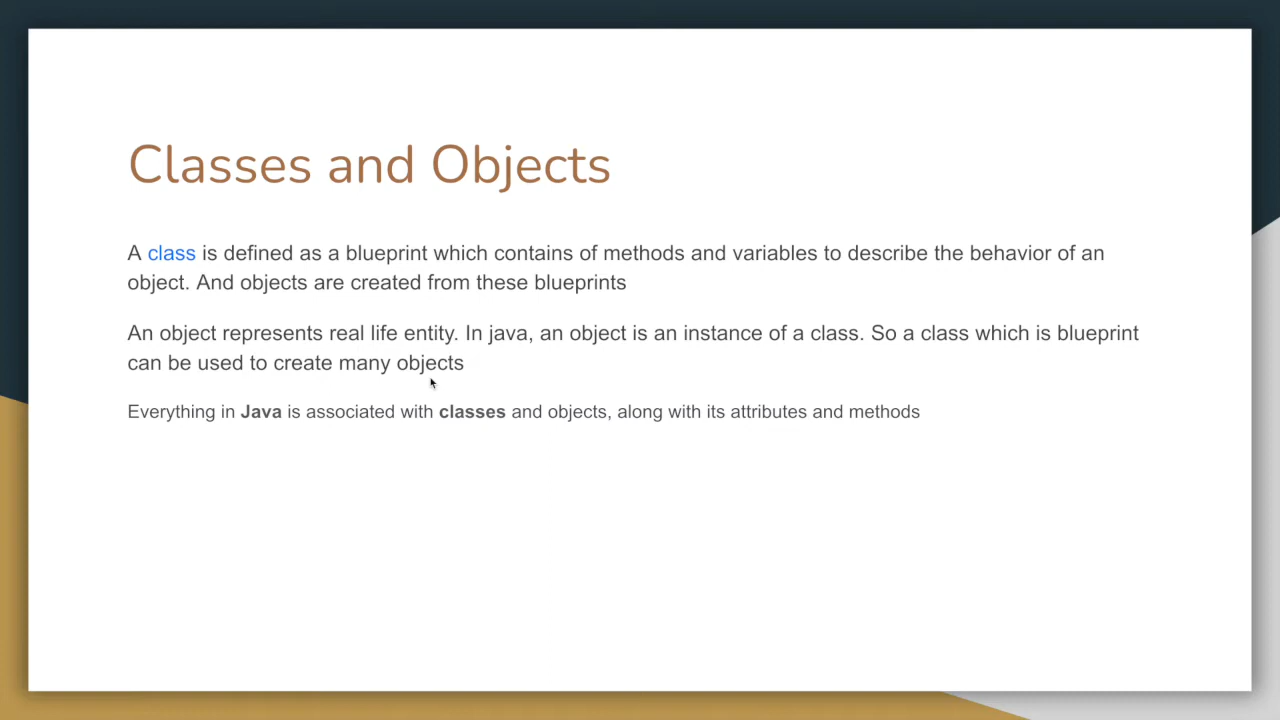 Classes and Objects
A class is defined as a blueprint which contains of methods and variables to describe the behavior of an
object. And objects are created from these blueprints
An object represents real life entity. In java, an object is an instance of a class. So a class which is blueprint
can be used to create many objects
Everything in Java is associated with classes and objects, along with its attributes and methods